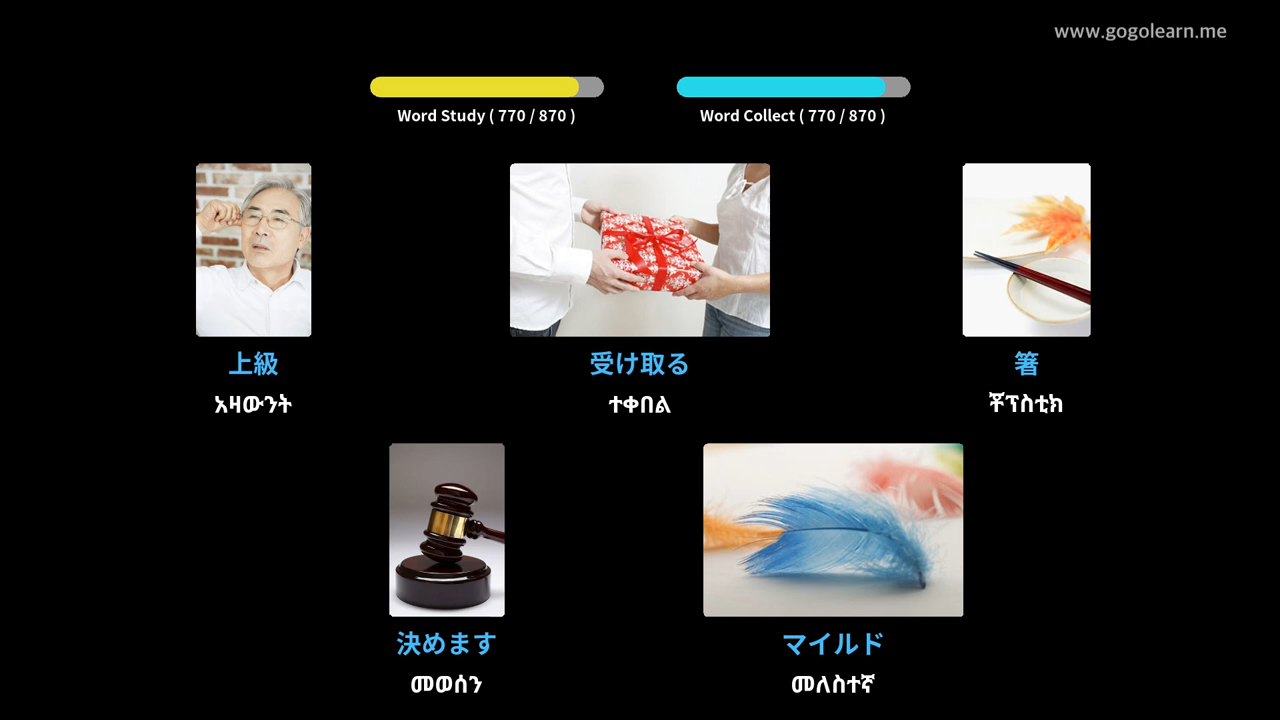 www.gogolearn.me
Word Study ( 770 / 870 )
Word Collect ( 770 / 870 )
上級
አዛውንት
受け取る
ተቀበል
箸
ቾፕስቲክ
決めます
መወሰን
マイルド
መለስተኛ